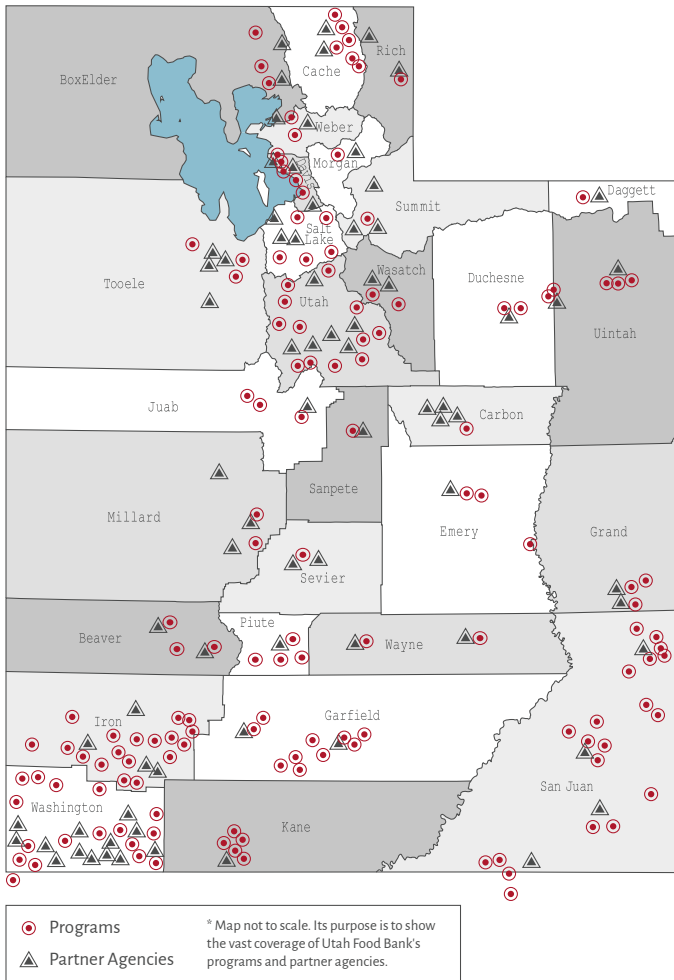 Rich
Cache
BoxElder
Weber
Morgan
Daggett
Summit
Salt
Lake
Wasatch
Duchesne
Tooele
Utah
Uintah
Juab
Carbon
Sanpete
Millard
Emery
Grand
Sevier
Piute
Beaver
Wayne
Garfield
Iron
San Juan
Washington
Kane
Programs
Partner Agencies
* Map not to scale. Its purpose is to show
the vast coverage of Utah Food Bank's
programs and partner agencies.